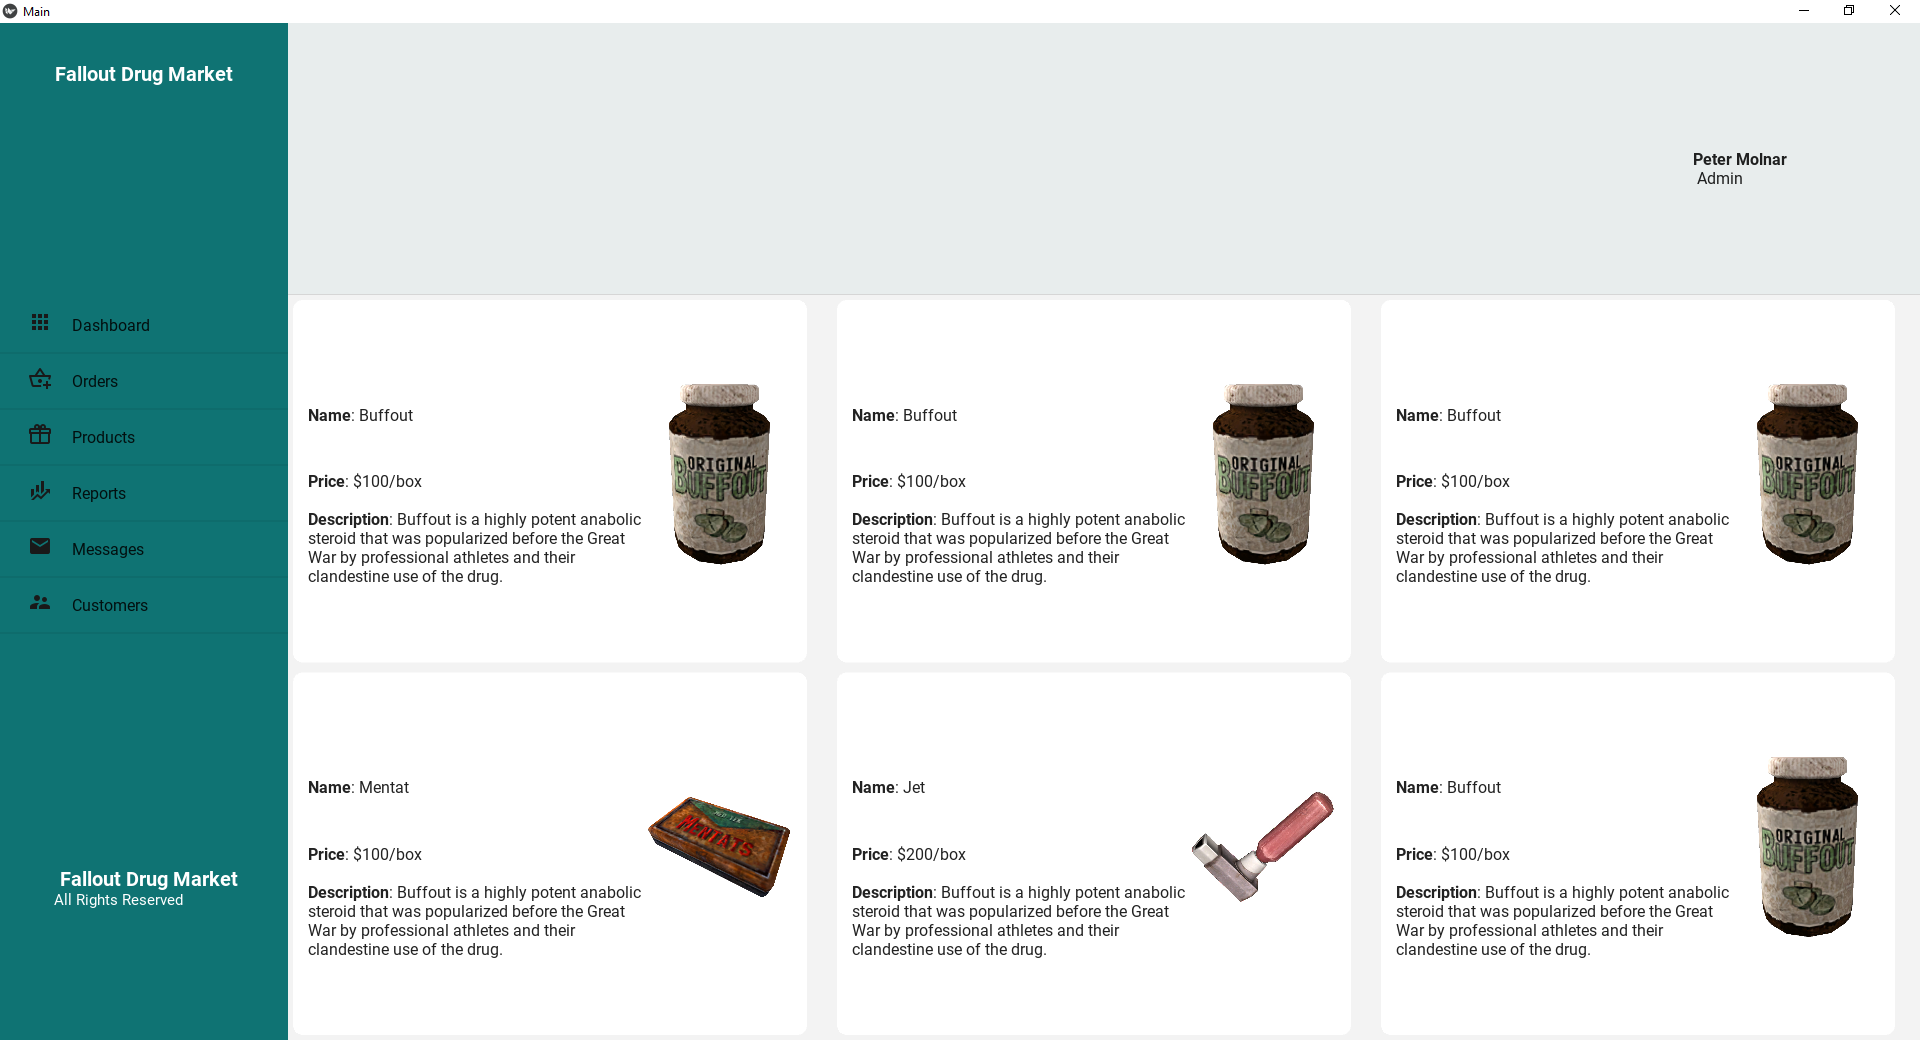 Main
Fallout Drug Market
Peter Molnar
Admin
Dashboard
Orders
Products
Reports
Messages
Customers
Fallout Drug Market
All Rights Reserved
Name: Buffout
Price: $100/box
Description: Buffout is a highly potent anabolic
steroid that was popularized before the Great
War by professional athletes and their
clandestine use of the drug.
ORIGINAL
BUFFOUT
Name: Buffout
Price: $100/box
Description: Buffout is a highly potent anabolic
steroid that was popularized before the Great
War by professional athletes and their
clandestine use of the drug.
ORIGINAL
BUFFOUT
Name: Buffout
Price: $100/box
Description: Buffout is a highly potent anabolic
steroid that was popularized before the Great
War by professional athletes and their
clandestine use of the drug.
ORIGINAL
BUFFOUT
Name: Mentat
Price: $100/box
Description: Buffout is a highly potent anabolic
steroid that was popularized before the Great
War by professional athletes and their
clandestine use of the drug.
MENTATS
Name: Jet
Price: $200/box
Description: Buffout is a highly potent anabolic
steroid that was popularized before the Great
War by professional athletes and their
clandestine use of the drug.
Name: Buffout
Price: $100/box
Description: Buffout is a highly potent anabolic
steroid that was popularized before the Great
War by professional athletes and their
clandestine use of the drug.
ORIGINAL
BUFFOUT